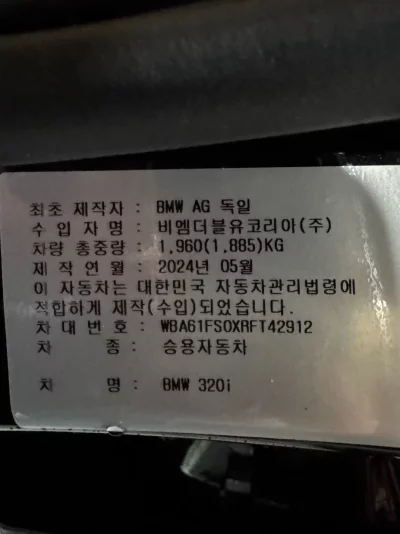 최초 제작자 : BMW AG 독일
수 입 자 명 : 비엠더블유코리아(주)
차량 총중량 : 1,960(1,885)KG
제 작 연 월 : 2024년 05월
이 자동차는 대한민국 자동차관리법령에
적합하게 제작(수입)되었습니다.
차 대 번 호 : WBA61FS0XRFT42912
차 종 : 승용자동차
차 명 : BMW 320i